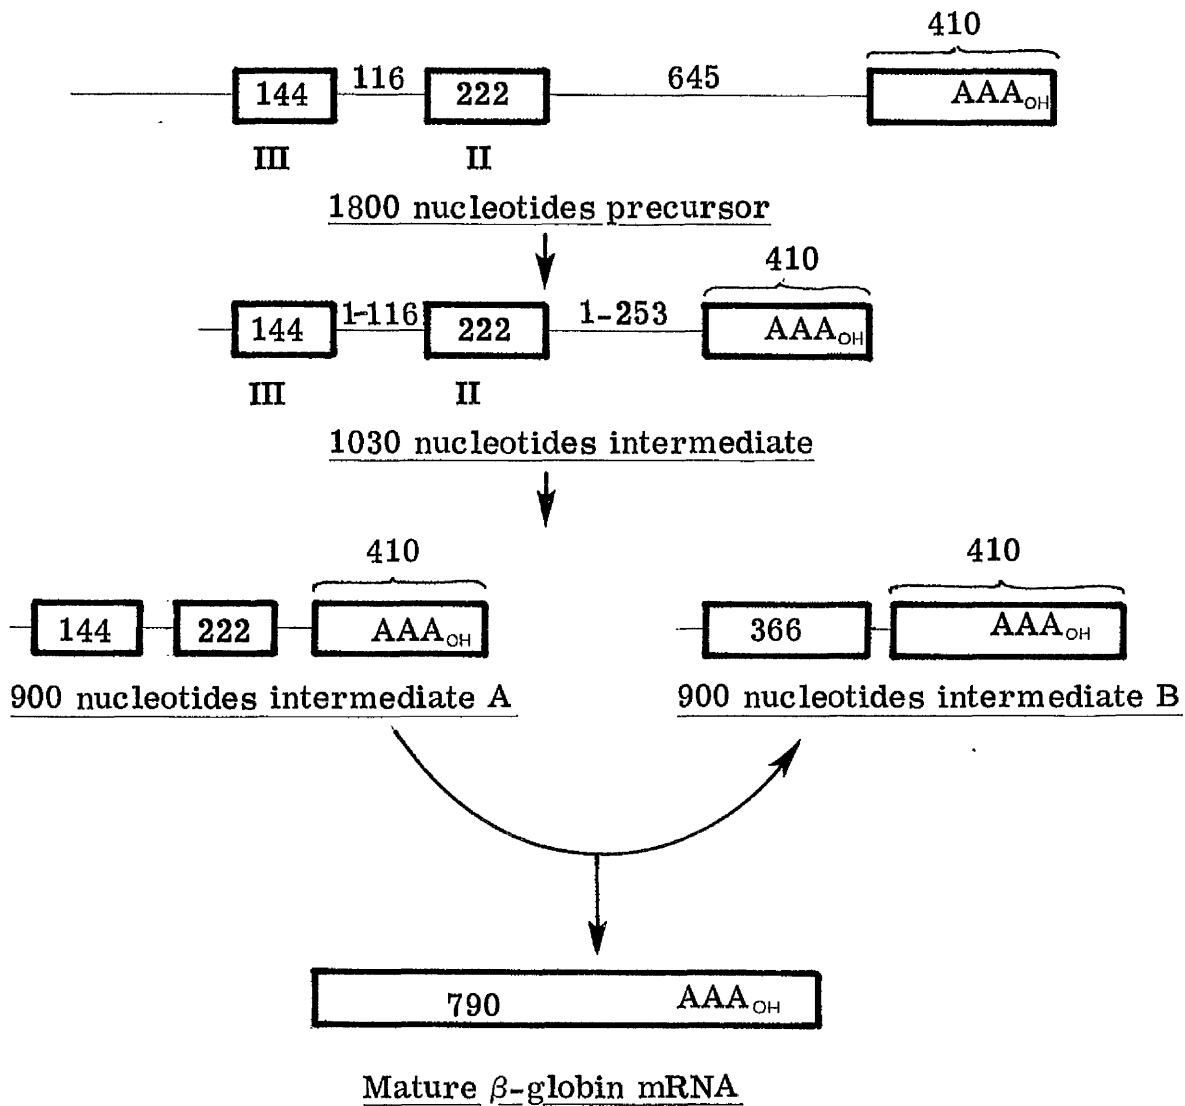 410
144 116 222 645 AAAOH
III II
1800 nucleotides precursor
410
144 1-116 222 1-253 AAAOH
III II
1030 nucleotides intermediate
410 410
144 222 AAAOH 366 AAAOH
900 nucleotides intermediate A 900 nucleotides intermediate B
790 AAAOH
Mature β-globin mRNA